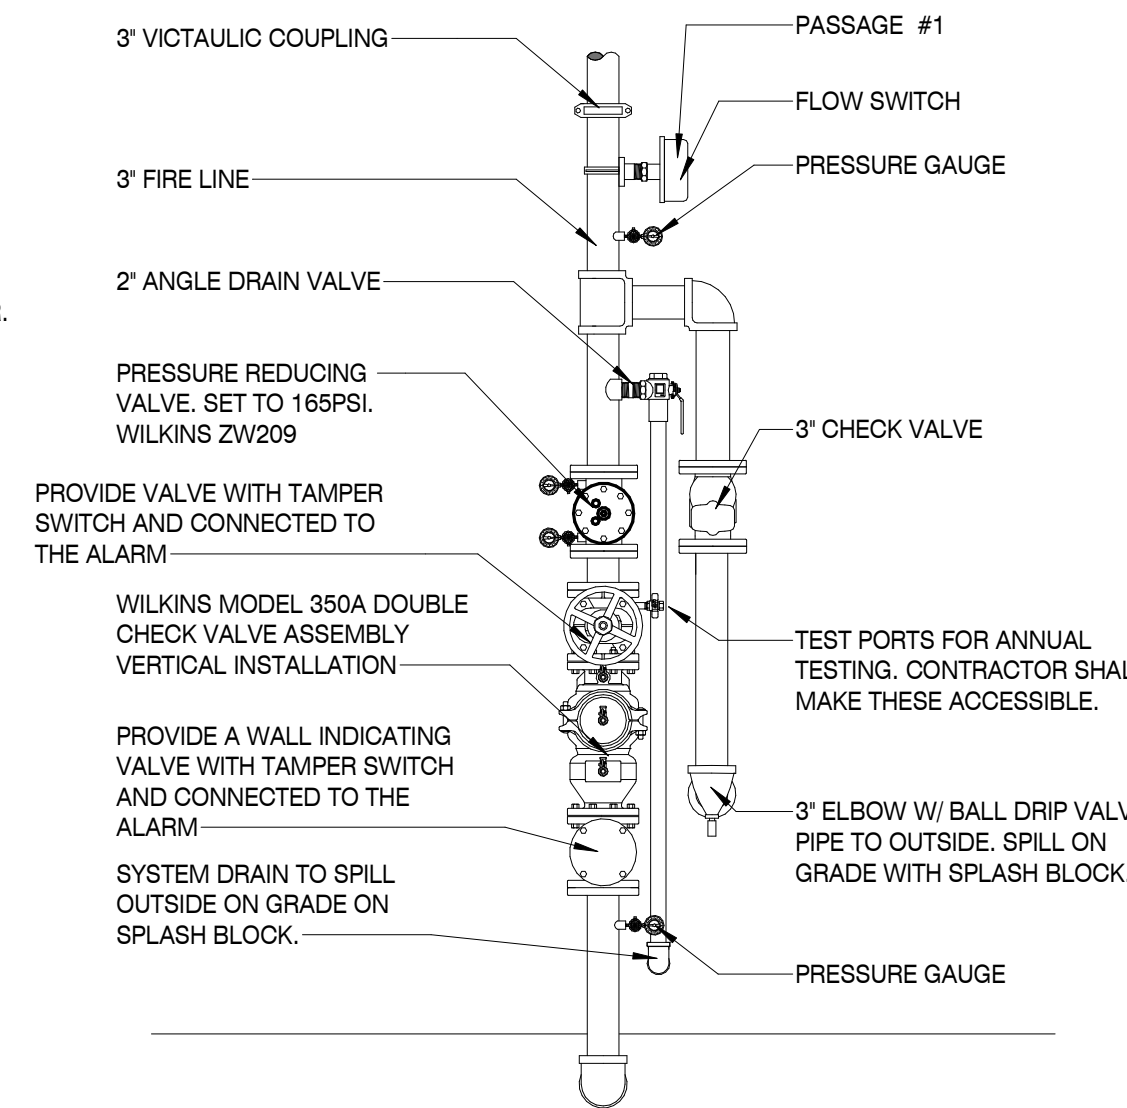 3" VICTAULIC COUPLING
3" FIRE LINE
2" ANGLE DRAIN VALVE
PRESSURE REDUCING
VALVE. SET TO 165PSI.
WILKINS ZW209
PROVIDE VALVE WITH TAMPER
SWITCH AND CONNECTED TO
THE ALARM
WILKINS MODEL 350A DOUBLE
CHECK VALVE ASSEMBLY
VERTICAL INSTALLATION
PROVIDE A WALL INDICATING
VALVE WITH TAMPER SWITCH
AND CONNECTED TO THE
ALARM
SYSTEM DRAIN TO SPILL
OUTSIDE ON GRADE ON
SPLASH BLOCK.
PASSAGE #1
FLOW SWITCH
PRESSURE GAUGE
3" CHECK VALVE
TEST PORTS FOR ANNUAL
TESTING. CONTRACTOR SHAL
MAKE THESE ACCESSIBLE.
3" ELBOW W/ BALL DRIP VALV
PIPE TO OUTSIDE. SPILL ON
GRADE WITH SPLASH BLOCK.
PRESSURE GAUGE